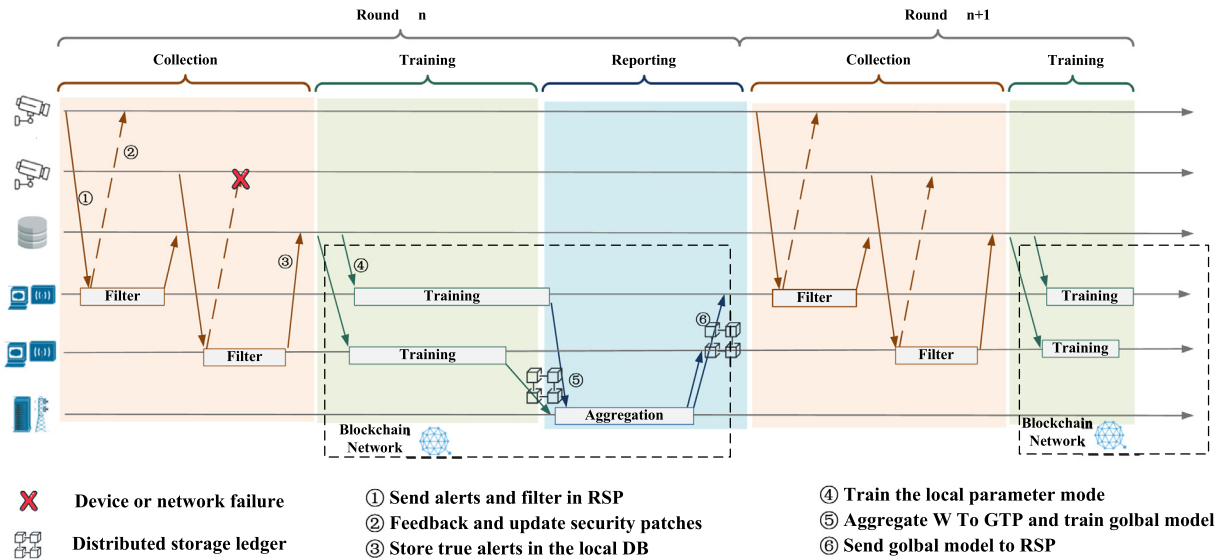 Round n
Round n+1
Collection
Training
Reporting
Collection
Training
②
①
③
④
Filter
Training
⑥
Filter
Training
Filter
Training
⑤
Filter
Training
Aggregation
Blockchain
Network
Blockchain
Network
Device or network failure
Distributed storage ledger
① Send alerts and filter in RSP
② Feedback and update security patches
③ Store true alerts in the local DB
④ Train the local parameter mode
⑤ Aggregate W To GTP and train golbal model
⑥ Send golbal model to RSP